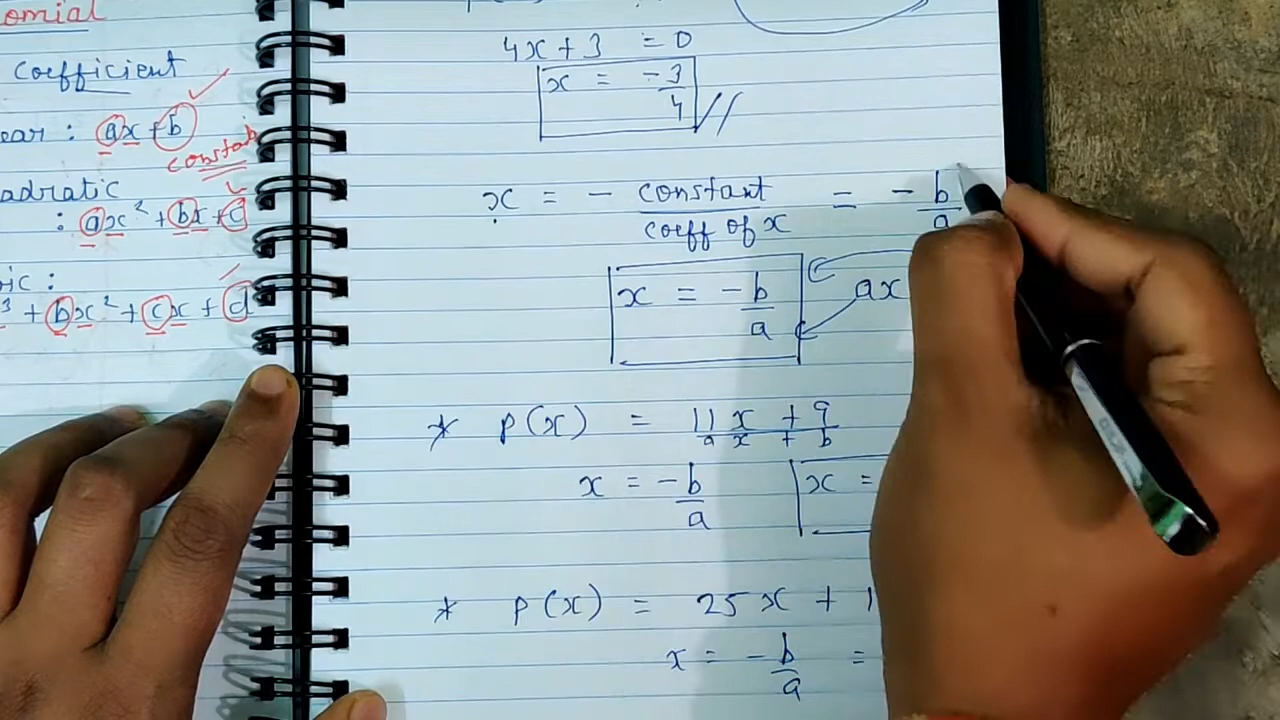 omial
coefficient
ear : ax + b
constant
adratic
: ax² + bx + c
ic :
³ + bx² + cx + d
4x + 3 = 0
x = -3/4 //
x = - constant/coeff of x = - b/a
x = -b/a ax
* p(x) = 11x + 9
a x + b
x = -b/a x =
* p(x) = 25x + 1
x = -b/a =